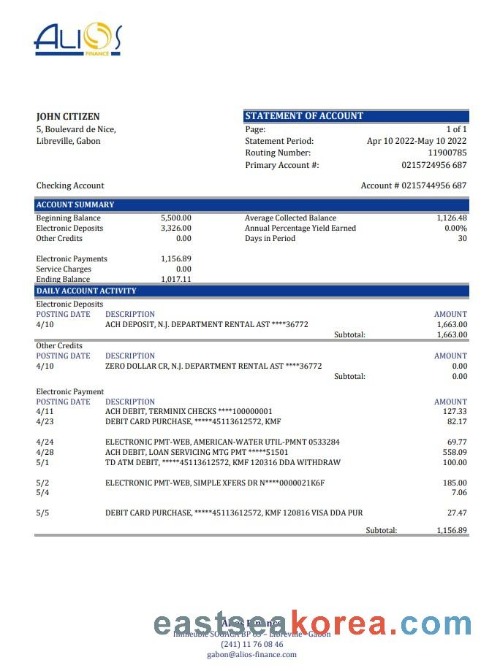 ALIOS
FINANCE
JOHN CITIZEN
5, Boulevard de Nice,
Libreville, Gabon
STATEMENT OF ACCOUNT
Page: 1 of 1
Statement Period: Apr 10 2022-May 10 2022
Routing Number: 11900785
Primary Account #: 0215724956 687
Checking Account Account # 0215744956 687
ACCOUNT SUMMARY
Beginning Balance 5,500.00 Average Collected Balance 1,126.48
Electronic Deposits 3,326.00 Annual Percentage Yield Earned 0.00%
Other Credits 0.00 Days in Period 30
Electronic Payments 1,156.89
Service Charges 0.00
Ending Balance 1,017.11
DAILY ACCOUNT ACTIVITY
Electronic Deposits
POSTING DATE DESCRIPTION AMOUNT
4/10 ACH DEPOSIT, N.J. DEPARTMENT RENTAL AST ****36772 1,663.00
Subtotal: 1,663.00
Other Credits
POSTING DATE DESCRIPTION AMOUNT
4/10 ZERO DOLLAR CR, N.J. DEPARTMENT RENTAL AST ****36772 0.00
Subtotal: 0.00
Electronic Payment
POSTING DATE DESCRIPTION AMOUNT
4/11 ACH DEBIT, TERMINIX CHECKS ****100000001 127.33
4/23 DEBIT CARD PURCHASE, *****45113612572, KMF 82.17
4/24 ELECTRONIC PMT-WEB, AMERICAN-WATER UTIL-PMNT 0533284 69.77
4/28 ACH DEBIT, LOAN SERVICING MTG PMT *****51501 558.09
5/1 TD ATM DEBIT, *****45113612572, KMF 120316 DDA WITHDRAW 100.00
5/2 ELECTRONIC PMT-WEB, SIMPLE XFERS DR N****0000021K6F 185.00
5/4 7.06
5/5 DEBIT CARD PURCHASE, *****45113612572, KMF 120816 VISA DDA PUR 27.47
Subtotal: 1,156.89
Alios Finance
eastseakorea.com
Immeuble SOGACA BP 63 – Libreville - Gabon
(241) 11 76 08 46
gabon@alios-finance.com